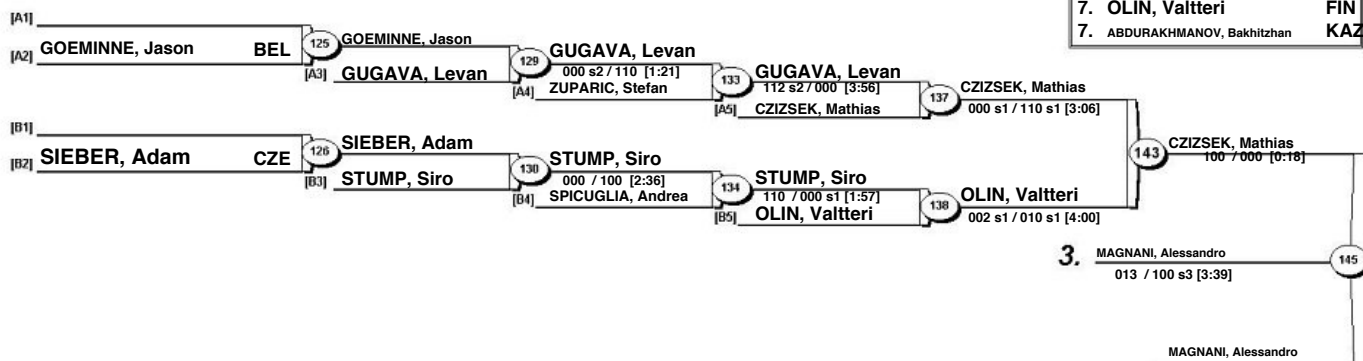 7. OLIN, Valtteri FIN
7. ABDURAKHMANOV, Bakhitzhan KAZ
[A1]
[A2] GOEMINNE, Jason BEL
125
GOEMINNE, Jason
[A3] GUGAVA, Levan
129
GUGAVA, Levan
000 s2 / 110 [1:21]
[A4] ZUPARIC, Stefan
133
GUGAVA, Levan
112 s2 / 000 [3:56]
[A5] CZIZSEK, Mathias
137
CZIZSEK, Mathias
000 s1 / 110 s1 [3:06]
[B1]
[B2] SIEBER, Adam CZE
126
SIEBER, Adam
[B3] STUMP, Siro
130
STUMP, Siro
000 / 100 [2:36]
[B4] SPICUGLIA, Andrea
134
STUMP, Siro
110 / 000 s1 [1:57]
[B5] OLIN, Valtteri
138
OLIN, Valtteri
002 s1 / 010 s1 [4:00]
143
CZIZSEK, Mathias
100 / 000 [0:18]
3. MAGNANI, Alessandro
013 / 100 s3 [3:39]
145
MAGNANI, Alessandro